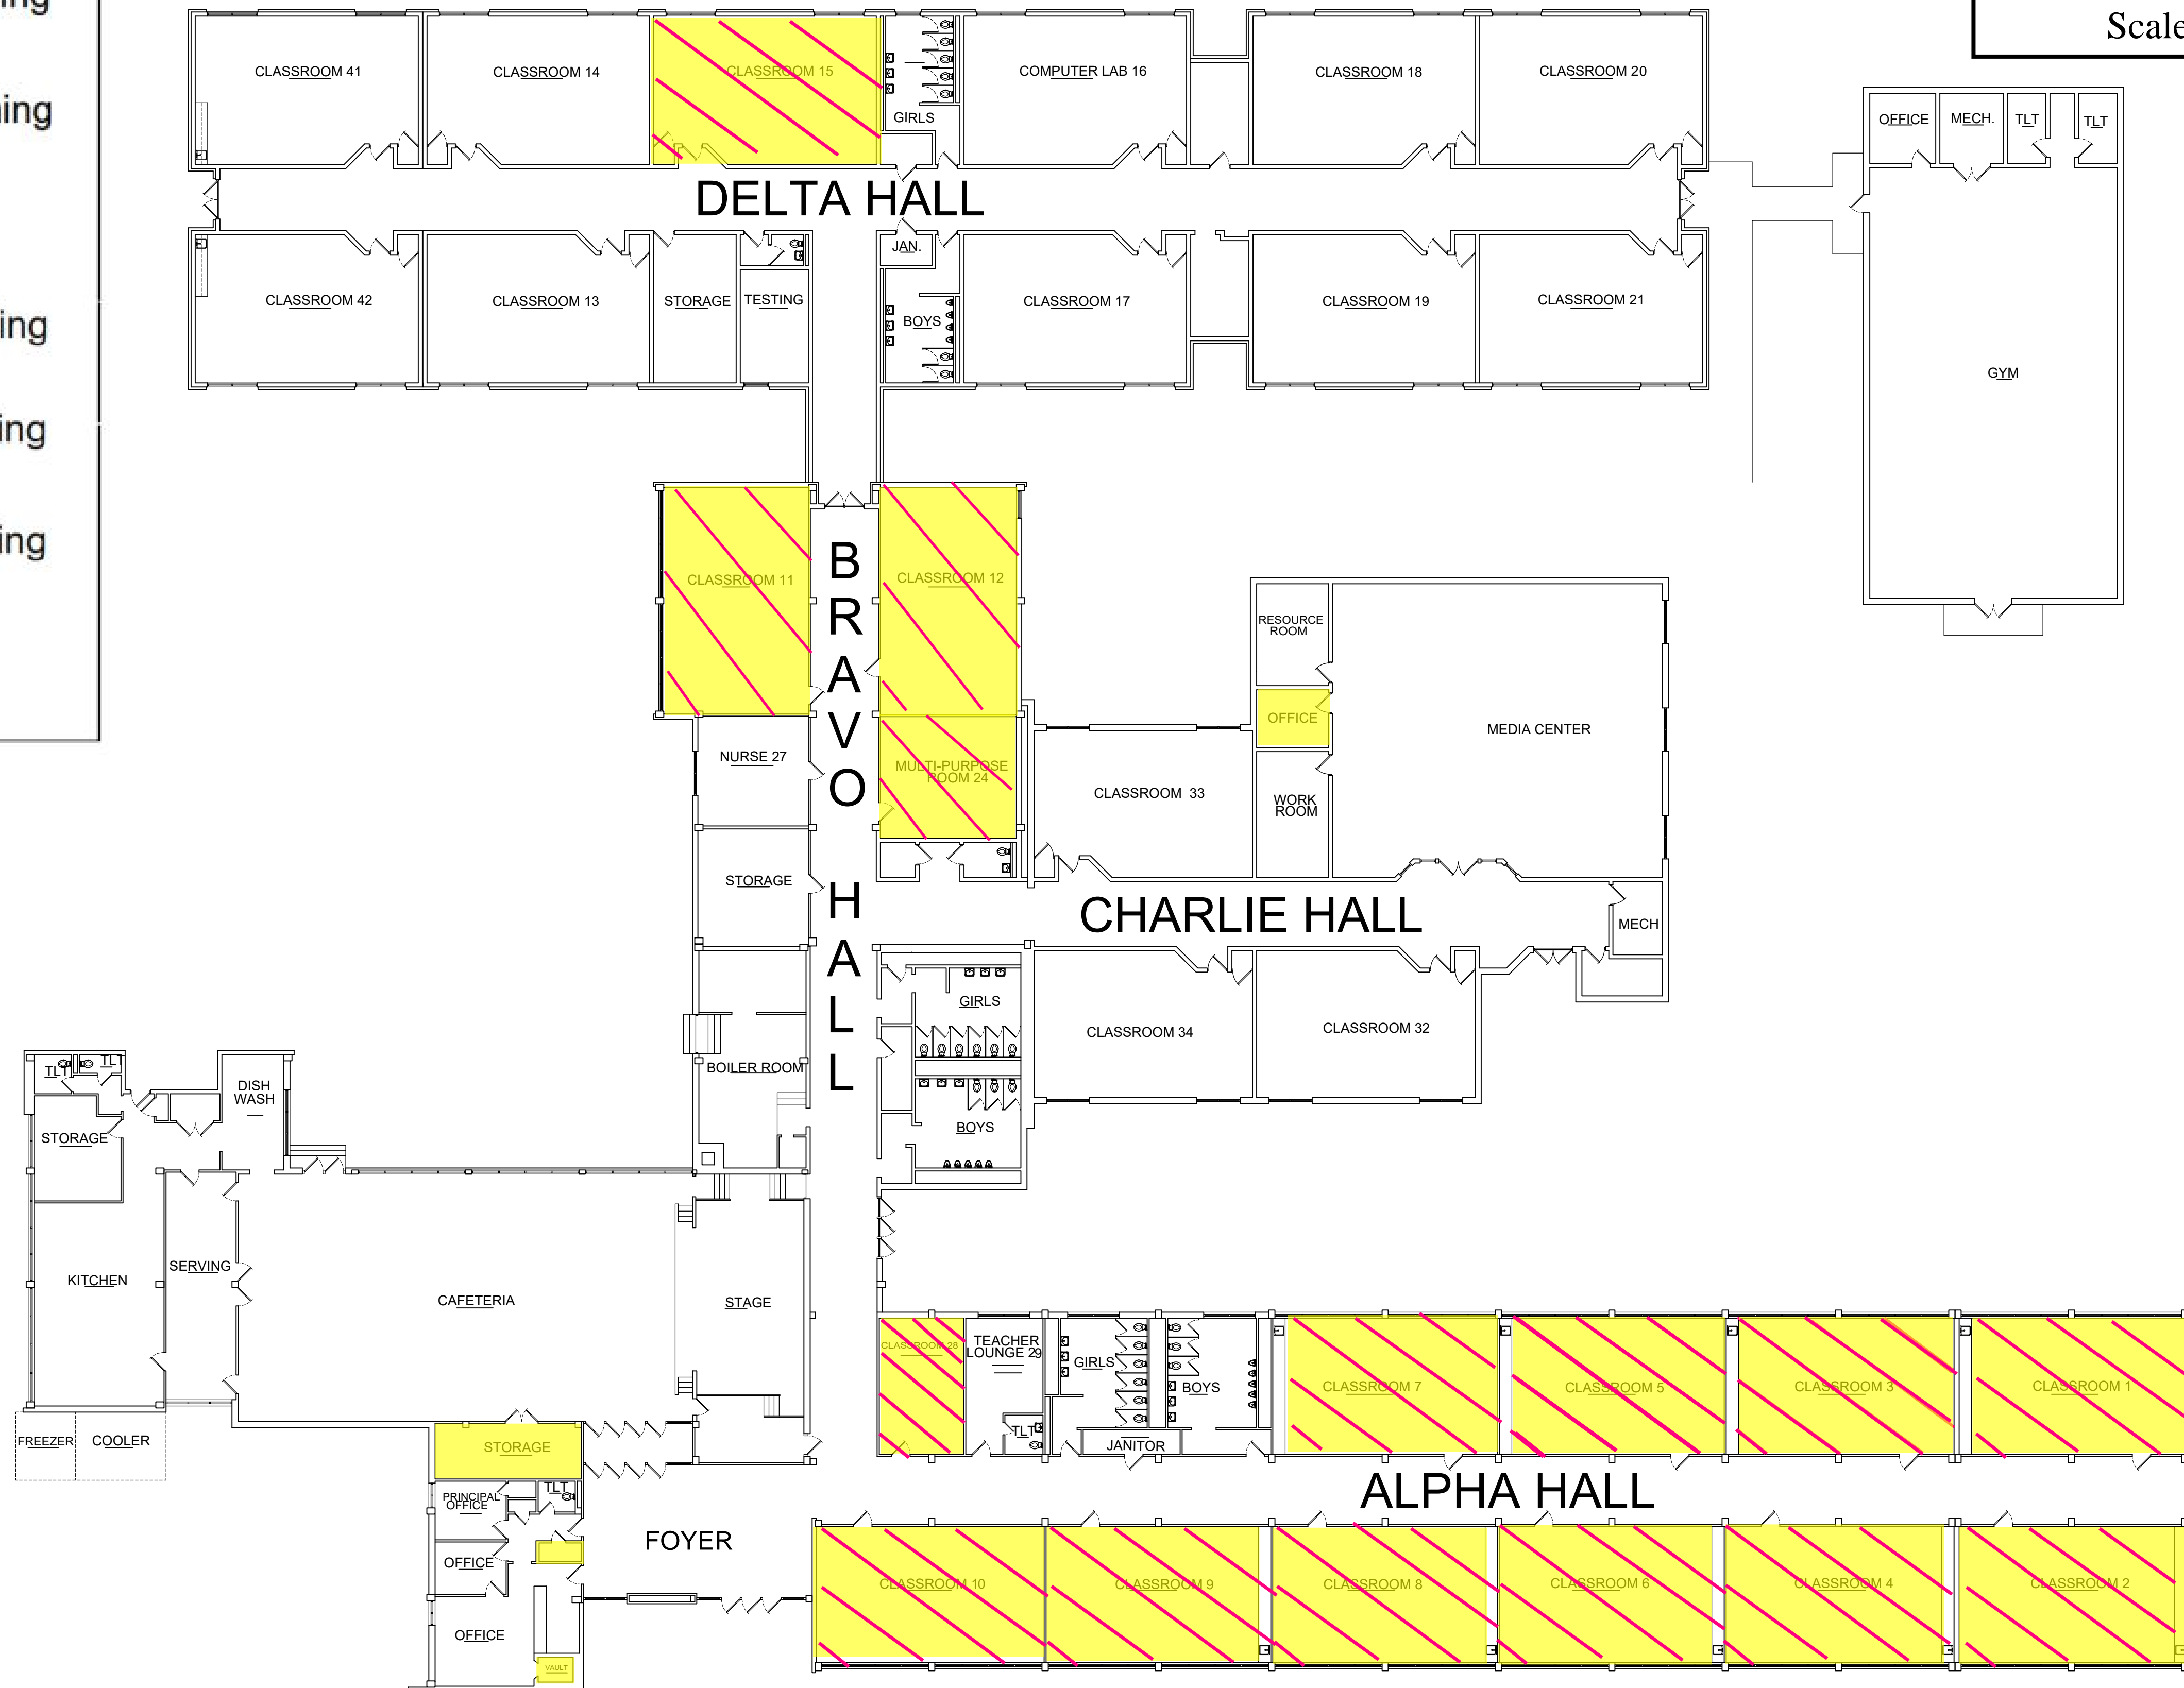 ing
ing
ing
ing
ing
Scale
CLASSROOM 41
CLASSROOM 14
CLASSROOM 15
GIRLS
COMPUTER LAB 16
CLASSROOM 18
CLASSROOM 20
OFFICE
MECH.
TLT
TLT
DELTA HALL
JAN.
CLASSROOM 42
CLASSROOM 13
STORAGE
TESTING
BOYS
CLASSROOM 17
CLASSROOM 19
CLASSROOM 21
GYM
BRAVO HALL
CLASSROOM 11
CLASSROOM 12
RESOURCE
ROOM
OFFICE
MEDIA CENTER
NURSE 27
MULTI-PURPOSE
ROOM 24
CLASSROOM 33
WORK
ROOM
STORAGE
CHARLIE HALL
MECH
GIRLS
CLASSROOM 34
CLASSROOM 32
BOILER ROOM
BOYS
TLT
TLT
DISH
WASH
STORAGE
SERVING
KITCHEN
CAFETERIA
STAGE
CLASSROOM 28
TEACHER
LOUNGE 29
GIRLS
BOYS
CLASSROOM 7
CLASSROOM 5
CLASSROOM 3
CLASSROOM 1
TLT
JANITOR
FREEZER
COOLER
STORAGE
PRINCIPAL
OFFICE
TLT
ALPHA HALL
FOYER
OFFICE
CLASSROOM 10
CLASSROOM 9
CLASSROOM 8
CLASSROOM 6
CLASSROOM 4
CLASSROOM 2
OFFICE
VAULT